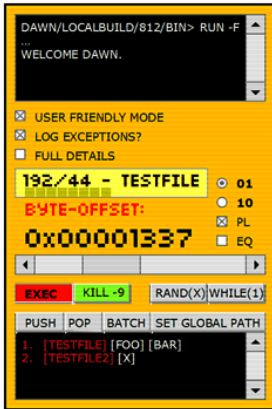 DAWN/LOCALBUILD/812/BIN> RUN -F
...
WELCOME DAWN.
USER FRIENDLY MODE
LOG EXCEPTIONS?
FULL DETAILS
192/44 - TESTFILE
01
BYTE-OFFSET:
10
PL
0x00001337
EQ
EXEC KILL -9 RAND(X) WHILE(1)
PUSH POP BATCH SET GLOBAL PATH
1. [TESTFILE] [FOO] [BAR]
2. [TESTFILE2] [X]